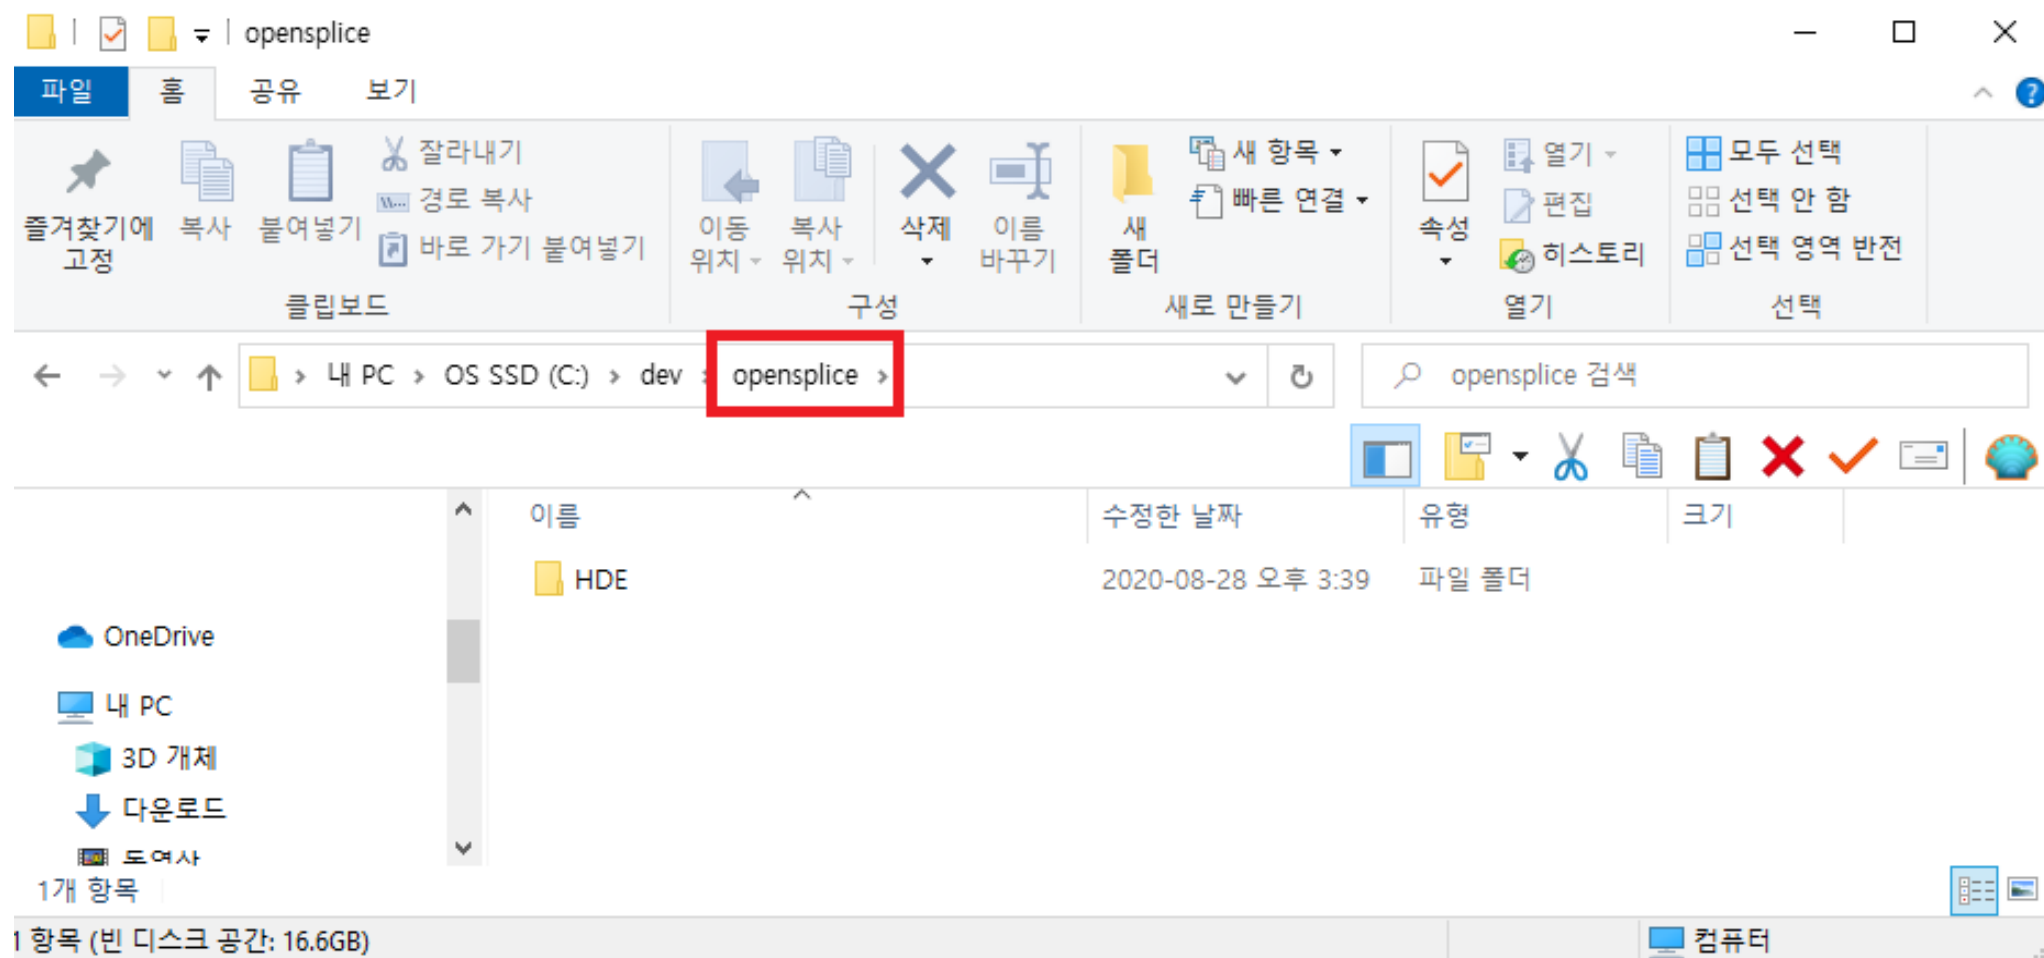 opensplice
파일 홈 공유 보기
즐겨찾기에 고정
복사
붙여넣기
잘라내기
경로 복사
바로 가기 붙여넣기
클립보드
이동 위치
복사 위치
삭제
이름 바꾸기
구성
새 폴더
새 항목
빠른 연결
새로 만들기
속성
열기
편집
히스토리
열기
모두 선택
선택 안 함
선택 영역 반전
선택
내 PC > OS SSD (C:) > dev > opensplice >
opensplice 검색
이름 수정한 날짜 유형 크기
HDE 2020-08-28 오후 3:39 파일 폴더
OneDrive
내 PC
3D 개체
다운로드
1개 항목
1 항목 (빈 디스크 공간: 16.6GB)
컴퓨터